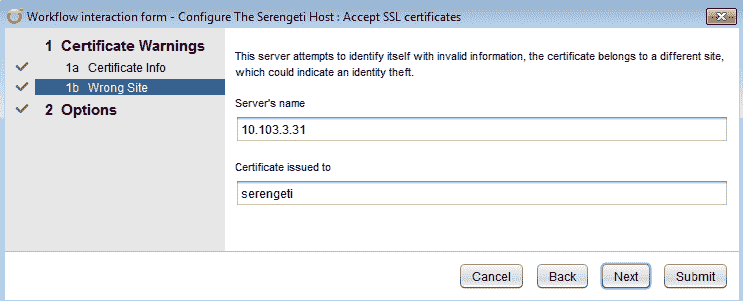 Workflow interaction form - Configure The Serengeti Host : Accept SSL certificates
1 Certificate Warnings
1a Certificate Info
1b Wrong Site
2 Options
This server attempts to identify itself with invalid information, the certificate belongs to a different site,
which could indicate an identity theft.
Server's name
10.103.3.31
Certificate issued to
serengeti
Cancel Back Next Submit